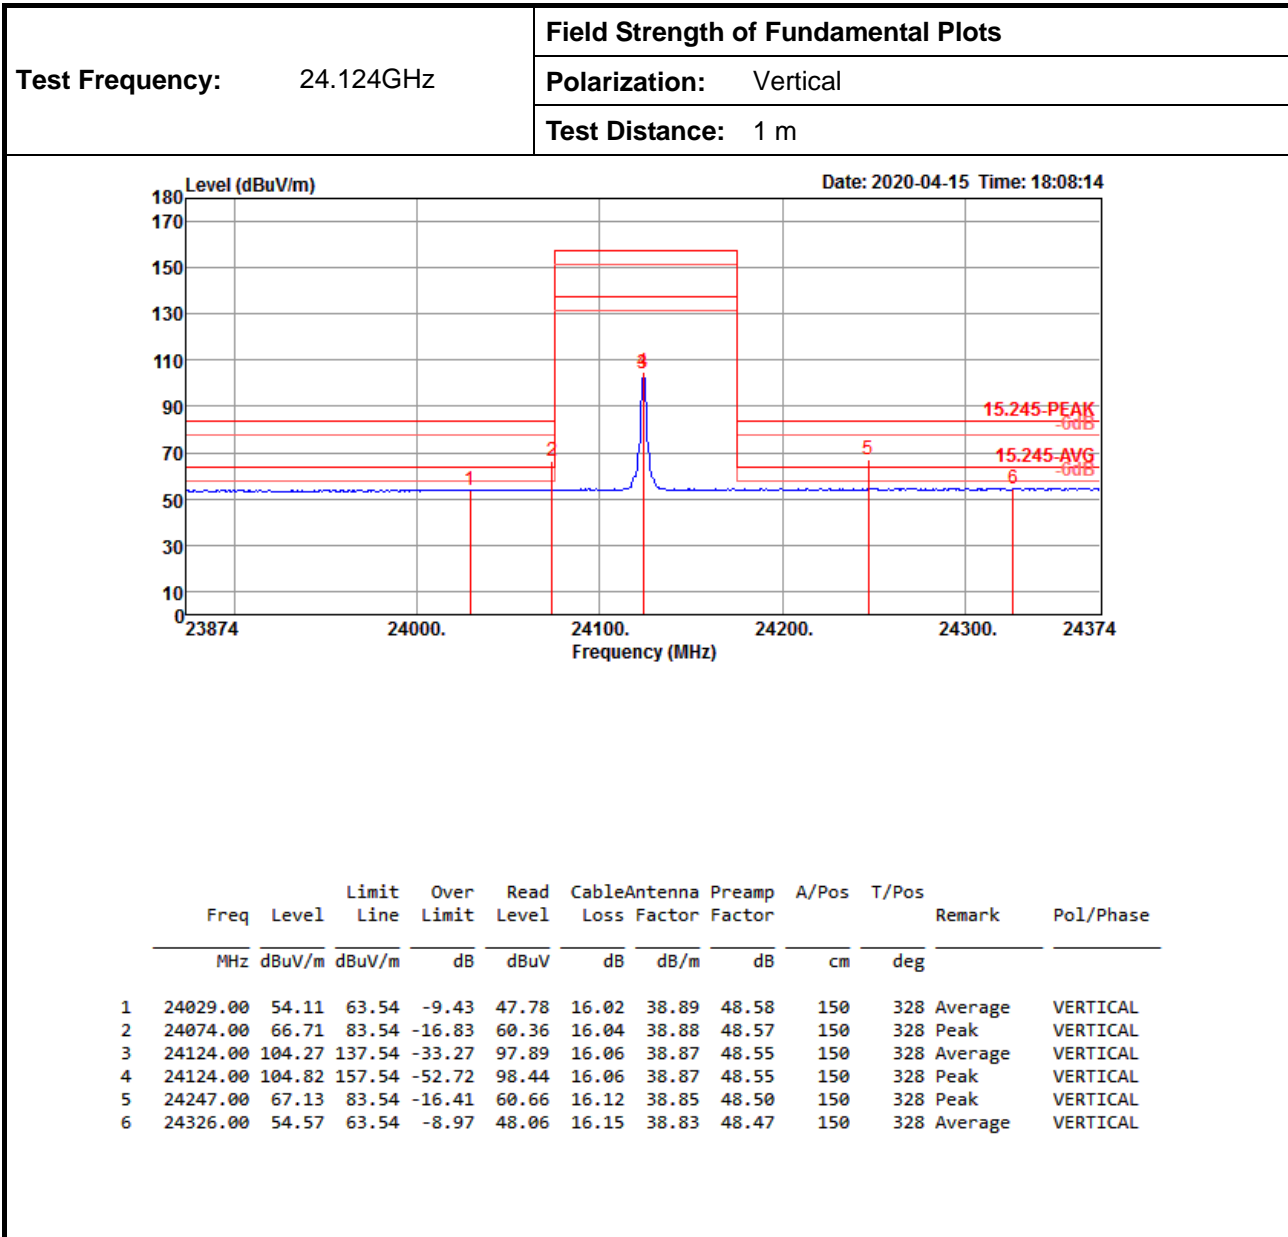 Test Frequency: 24.124GHz
Field Strength of Fundamental Plots
Polarization: Vertical
Test Distance: 1 m
Level (dBuV/m)
Date: 2020-04-15 Time: 18:08:14
180
170
150
130
110
90
70
50
30
10
0
15.245-PEAK
-6dB
15.245-AVG
-6dB
1
2
3
4
5
6
23874 24000. 24100. 24200. 24300. 24374
Frequency (MHz)
Limit Over Read CableAntenna Preamp A/Pos T/Pos
Freq Level Line Limit Level Loss Factor Factor Remark Pol/Phase
MHz dBuV/m dBuV/m dB dBuV dB dB/m dB cm deg
1 24029.00 54.11 63.54 -9.43 47.78 16.02 38.89 48.58 150 328 Average VERTICAL
2 24074.00 66.71 83.54 -16.83 60.36 16.04 38.88 48.57 150 328 Peak VERTICAL
3 24124.00 104.27 137.54 -33.27 97.89 16.06 38.87 48.55 150 328 Average VERTICAL
4 24124.00 104.82 157.54 -52.72 98.44 16.06 38.87 48.55 150 328 Peak VERTICAL
5 24247.00 67.13 83.54 -16.41 60.66 16.12 38.85 48.50 150 328 Peak VERTICAL
6 24326.00 54.57 63.54 -8.97 48.06 16.15 38.83 48.47 150 328 Average VERTICAL